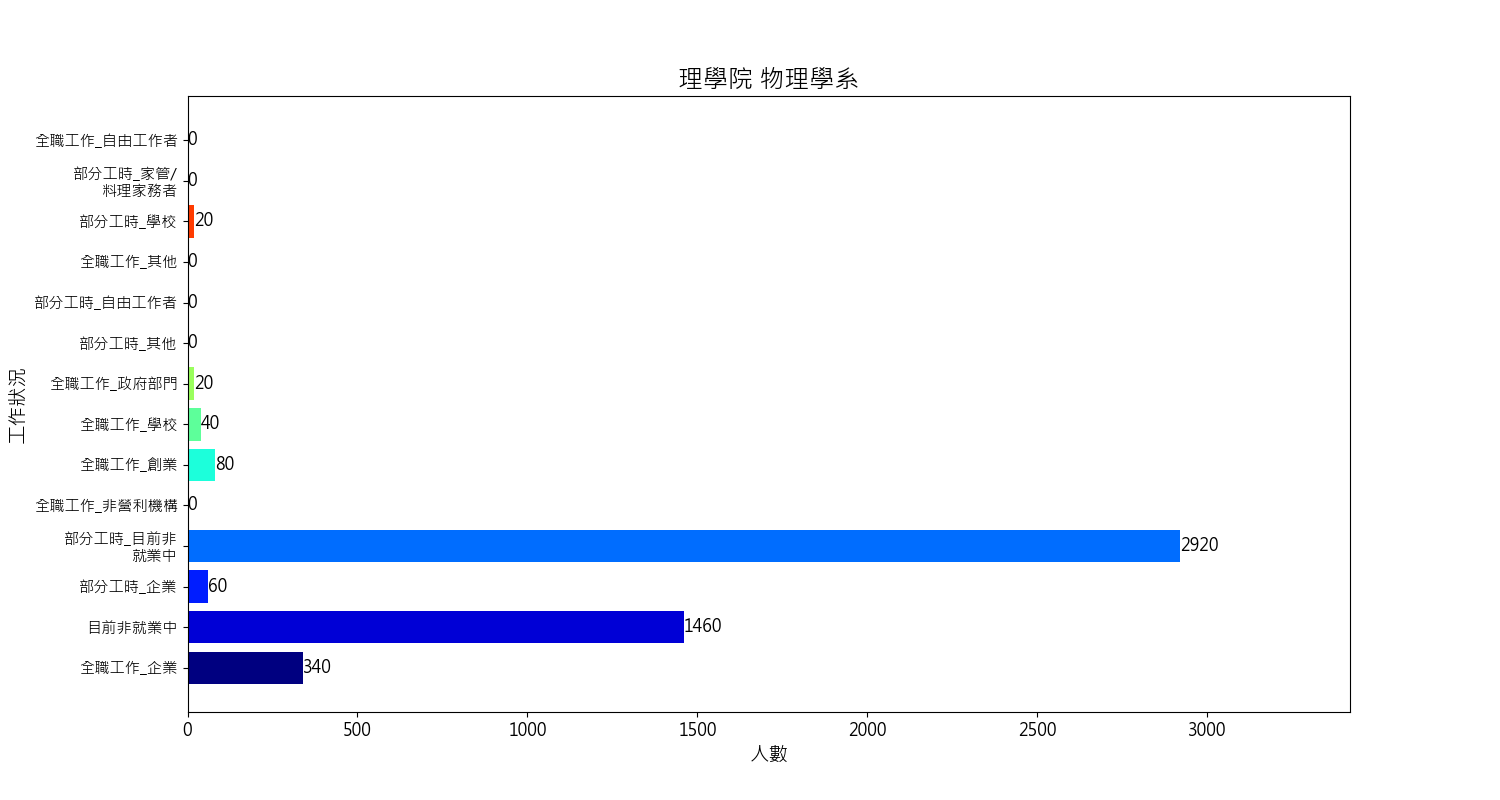 理學院 物理學系
全職工作_自由工作者
0
部分工時_家管/
料理家務者
0
部分工時_學校
20
全職工作_其他
0
部分工時_自由工作者
0
部分工時_其他
0
全職工作_政府部門
20
全職工作_學校
40
全職工作_創業
80
全職工作_非營利機構
0
部分工時_目前非
就業中
2920
部分工時_企業
60
目前非就業中
1460
全職工作_企業
340
工作狀況
0 500 1000 1500 2000 2500 3000
人數